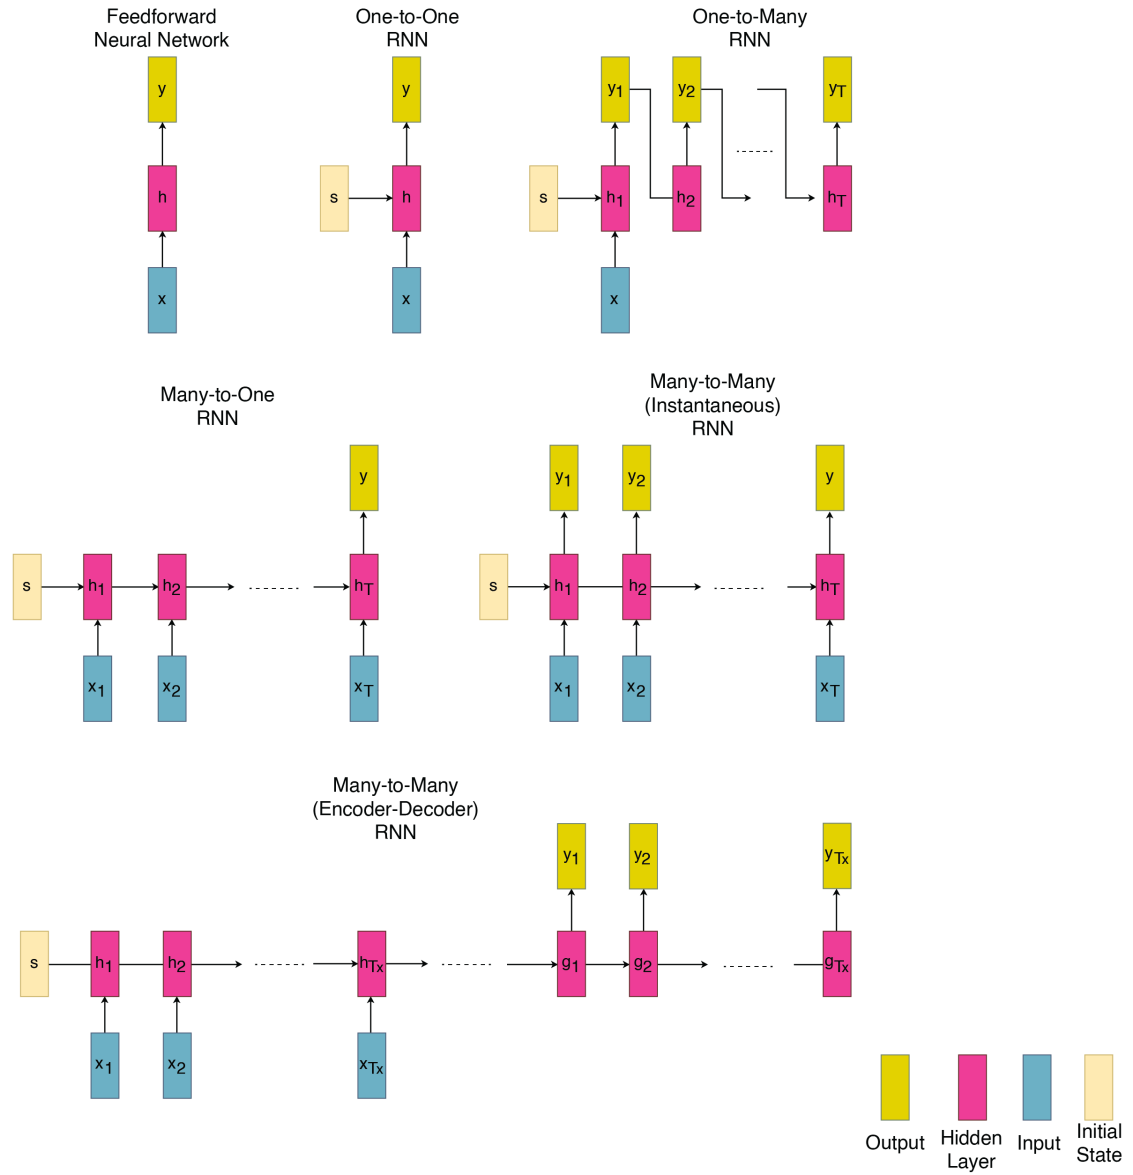 Feedforward
Neural Network
One-to-One
RNN
One-to-Many
RNN
y
y
y1
y2
yT
h
s
h
s
h1
h2
hT
x
x
x
Many-to-One
RNN
Many-to-Many
(Instantaneous)
RNN
y
y1
y2
y
s
h1
h2
hT
s
h1
h2
hT
x1
x2
xT
x1
x2
xT
Many-to-Many
(Encoder-Decoder)
RNN
y1
y2
yTx
s
h1
h2
hTx
g1
g2
gTx
x1
x2
xTx
Output
Hidden
Layer
Input
Initial
State